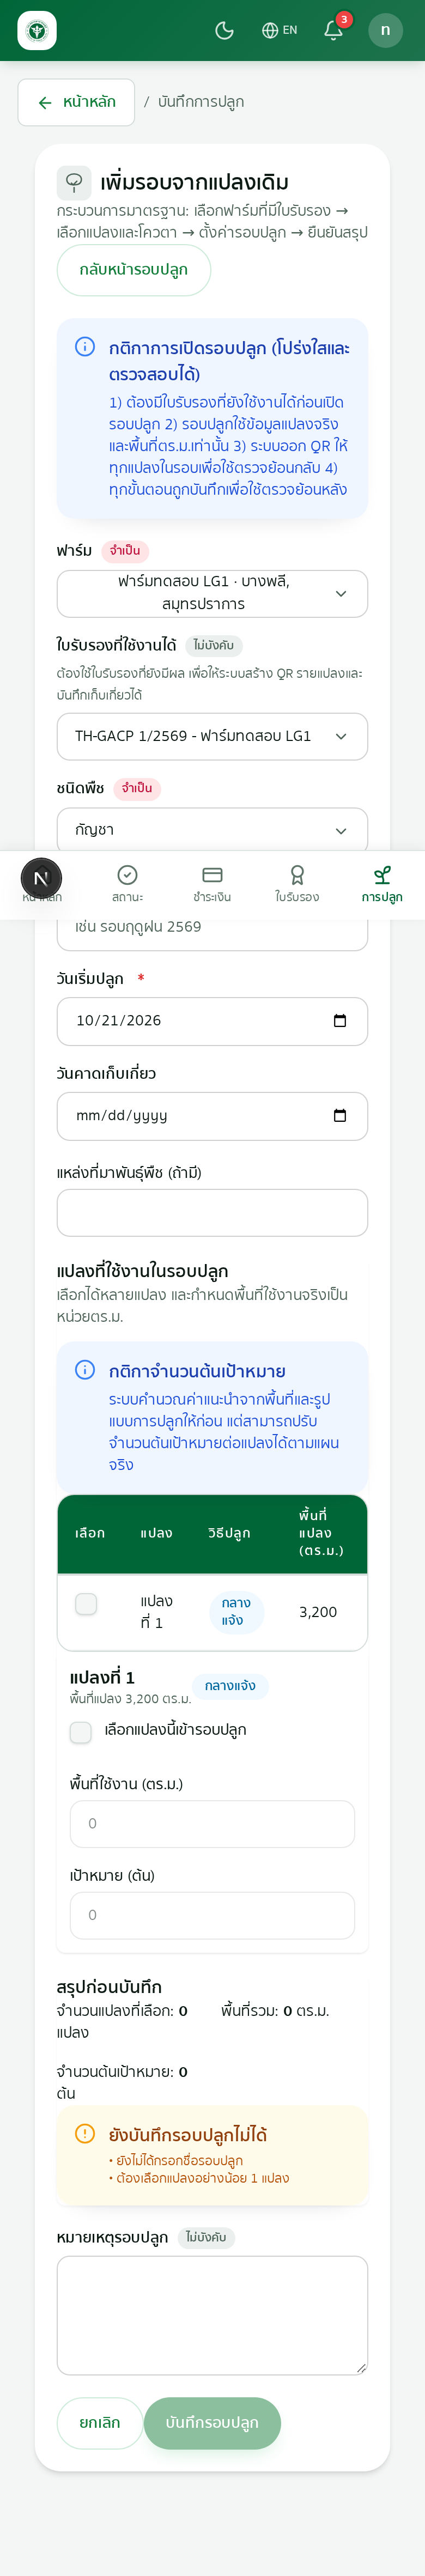 EN
3
ก
หน้าหลัก
/ บันทึกการปลูก
เพิ่มรอบจากแปลงเดิม
กระบวนการมาตรฐาน: เลือกฟาร์มที่มีใบรับรอง →
เลือกแปลงและโควตา → ตั้งค่ารอบปลูก → ยืนยันสรุป
กลับหน้ารอบปลูก
กติกาการเปิดรอบปลูก (โปร่งใสและ
ตรวจสอบได้)
1) ต้องมีใบรับรองที่ยังใช้งานได้ก่อนเปิด
รอบปลูก 2) รอบปลูกใช้ข้อมูลแปลงจริง
และพื้นที่ตร.ม.เท่านั้น 3) ระบบออก QR ให้
ทุกแปลงในรอบเพื่อใช้ตรวจย้อนกลับ 4)
ทุกขั้นตอนถูกบันทึกเพื่อใช้ตรวจย้อนหลัง
ฟาร์ม จำเป็น
ฟาร์มทดสอบ LG1 · บางพลี,
สมุทรปราการ
ใบรับรองที่ใช้งานได้ ไม่บังคับ
ต้องใช้ใบรับรองที่ยังมีผล เพื่อให้ระบบสร้าง QR รายแปลงและ
บันทึกเก็บเกี่ยวได้
TH-GACP 1/2569 - ฟาร์มทดสอบ LG1
ชนิดพืช จำเป็น
กัญชา
N
สถานะ
ชำระเงิน
ใบรับรอง
การปลูก
เช่น รอบฤดูฝน 2569
วันเริ่มปลูก *
10/21/2026
วันคาดเก็บเกี่ยว
mm/dd/yyyy
แหล่งที่มาพันธุ์พืช (ถ้ามี)
แปลงที่ใช้งานในรอบปลูก
เลือกได้หลายแปลง และกำหนดพื้นที่ใช้งานจริงเป็น
หน่วยตร.ม.
กติกาจำนวนต้นเป้าหมาย
ระบบคำนวณค่าแนะนำจากพื้นที่และรูป
แบบการปลูกให้ก่อน แต่สามารถปรับ
จำนวนต้นเป้าหมายต่อแปลงได้ตามแผน
จริง
เลือก แปลง วิธีปลูก พื้นที่
แปลง
(ตร.ม.)
แปลง
ที่ 1
กลาง
แจ้ง
3,200
แปลงที่ 1
พื้นที่แปลง 3,200 ตร.ม.
กลางแจ้ง
เลือกแปลงนี้เข้ารอบปลูก
พื้นที่ใช้งาน (ตร.ม.)
0
เป้าหมาย (ต้น)
0
สรุปก่อนบันทึก
จำนวนแปลงที่เลือก: 0
แปลง
พื้นที่รวม: 0 ตร.ม.
จำนวนต้นเป้าหมาย: 0
ต้น
ยังบันทึกรอบปลูกไม่ได้
• ยังไม่ได้กรอกชื่อรอบปลูก
• ต้องเลือกแปลงอย่างน้อย 1 แปลง
หมายเหตุรอบปลูก ไม่บังคับ
ยกเลิก
บันทึกรอบปลูก